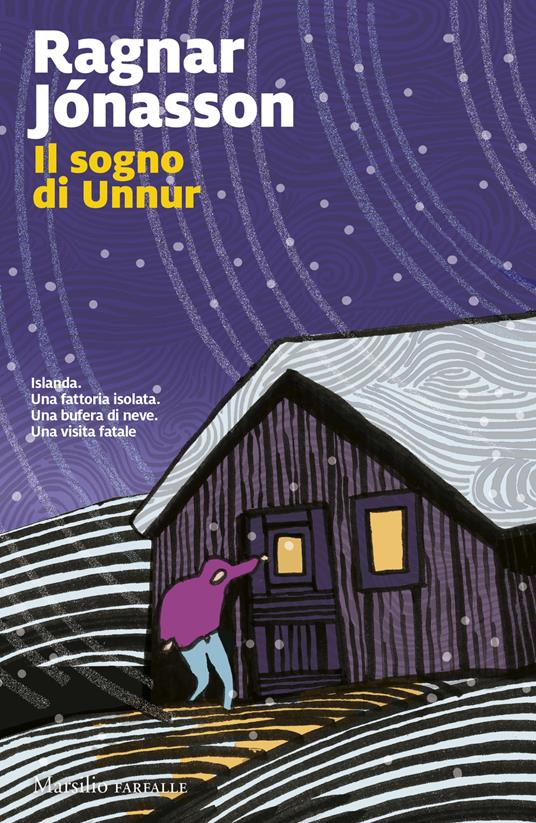 Ragnar
Jónasson
Il sogno
di Unnur
Islanda.
Una fattoria isolata.
Una bufera di neve.
Una visita fatale
Marsilio FARFALLE